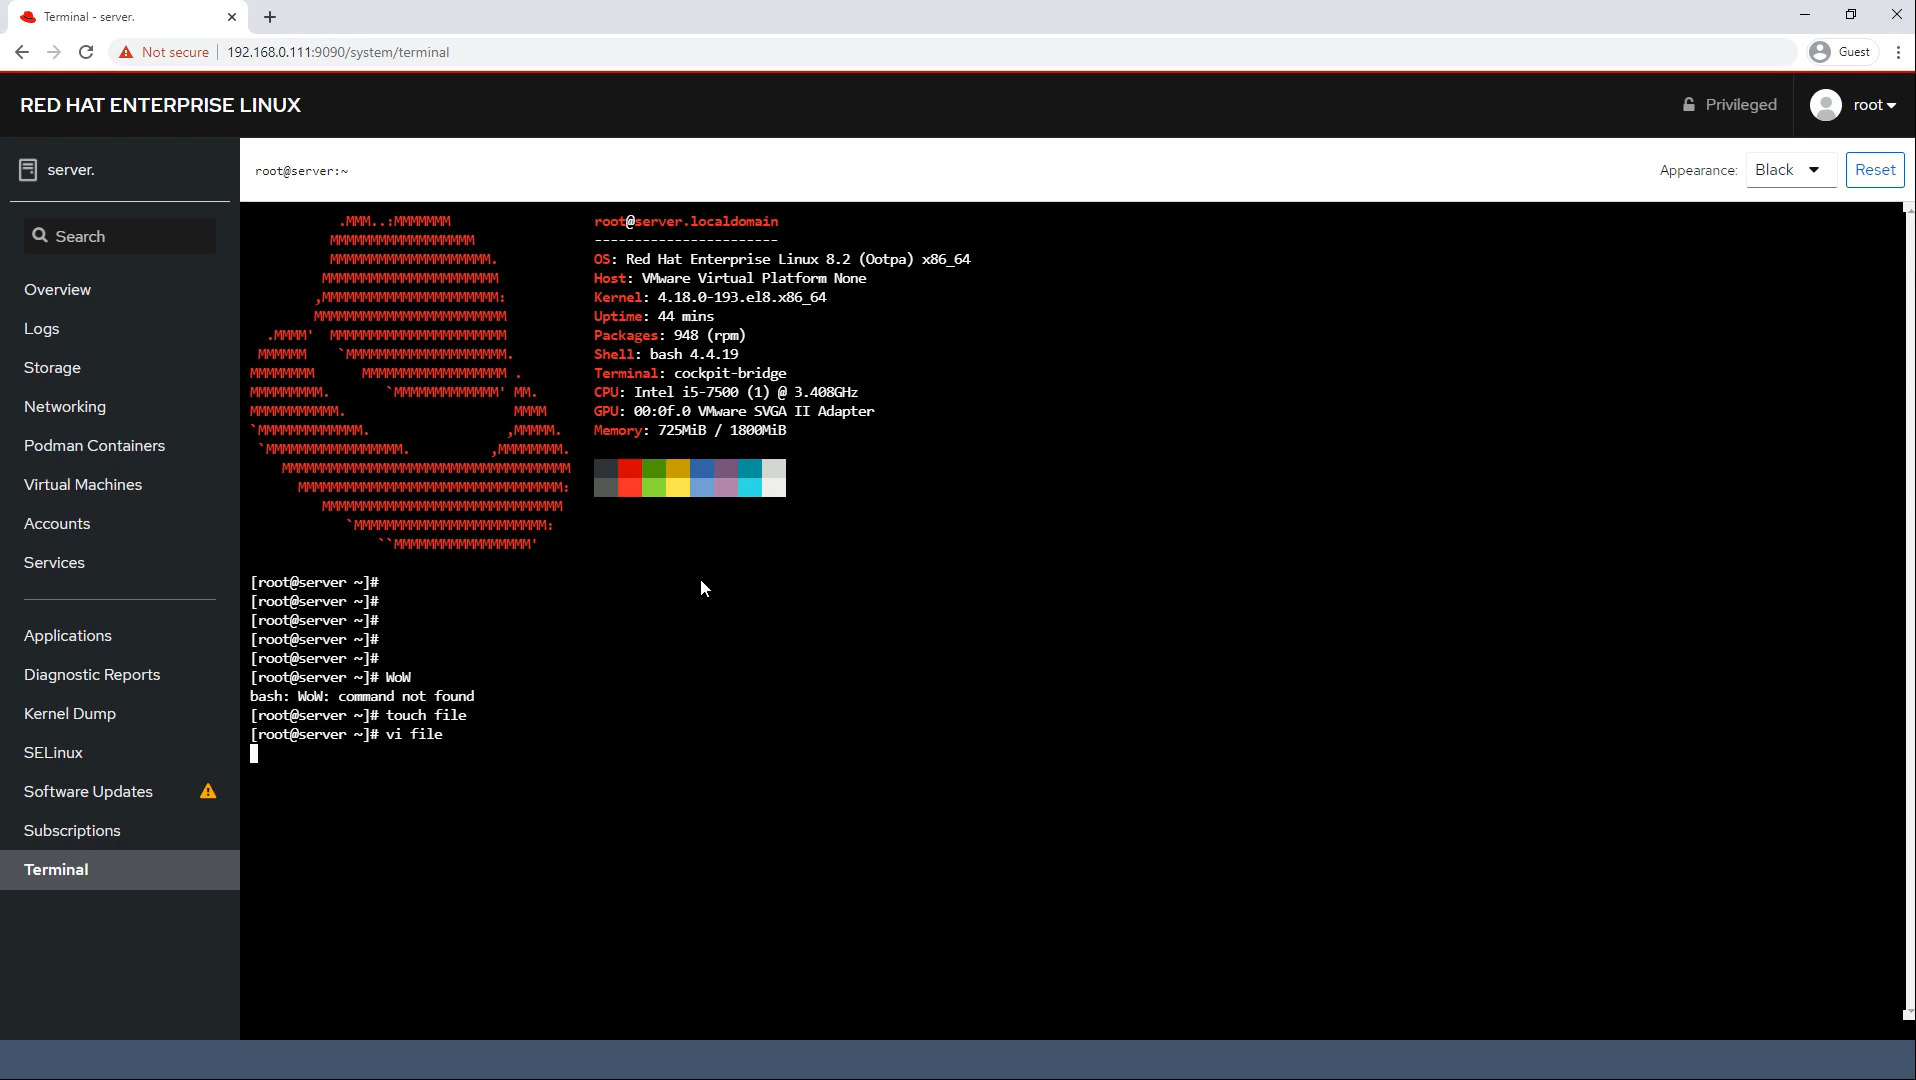 Terminal - server.
Not secure 192.168.0.111:9090/system/terminal
Guest
RED HAT ENTERPRISE LINUX
Privileged
root
server.
root@server:~
Appearance: Black
Reset
Search
Overview
Logs
Storage
Networking
Podman Containers
Virtual Machines
Accounts
Services
Applications
Diagnostic Reports
Kernel Dump
SELinux
Software Updates
Subscriptions
Terminal
root@server.localdomain
-----------------------
OS: Red Hat Enterprise Linux 8.2 (Ootpa) x86_64
Host: VMware Virtual Platform None
Kernel: 4.18.0-193.el8.x86_64
Uptime: 44 mins
Packages: 948 (rpm)
Shell: bash 4.4.19
Terminal: cockpit-bridge
CPU: Intel i5-7500 (1) @ 3.408GHz
GPU: 00:0f.0 VMware SVGA II Adapter
Memory: 725MiB / 1800MiB
[root@server ~]#
[root@server ~]#
[root@server ~]#
[root@server ~]#
[root@server ~]#
[root@server ~]# WoW
bash: WoW: command not found
[root@server ~]# touch file
[root@server ~]# vi file